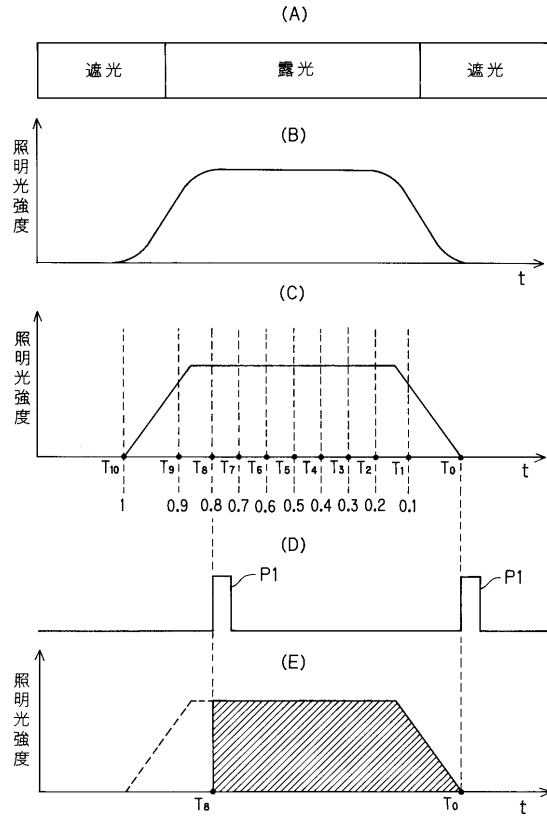 (A)
遮光 露光 遮光
(B)
照明光強度
t
(C)
照明光強度
T₁₀ T₉ T₈ T₇ T₆ T₅ T₄ T₃ T₂ T₁ T₀ t
1 0.9 0.8 0.7 0.6 0.5 0.4 0.3 0.2 0.1
(D)
P1 P1
(E)
照明光強度
T₈ T₀ t